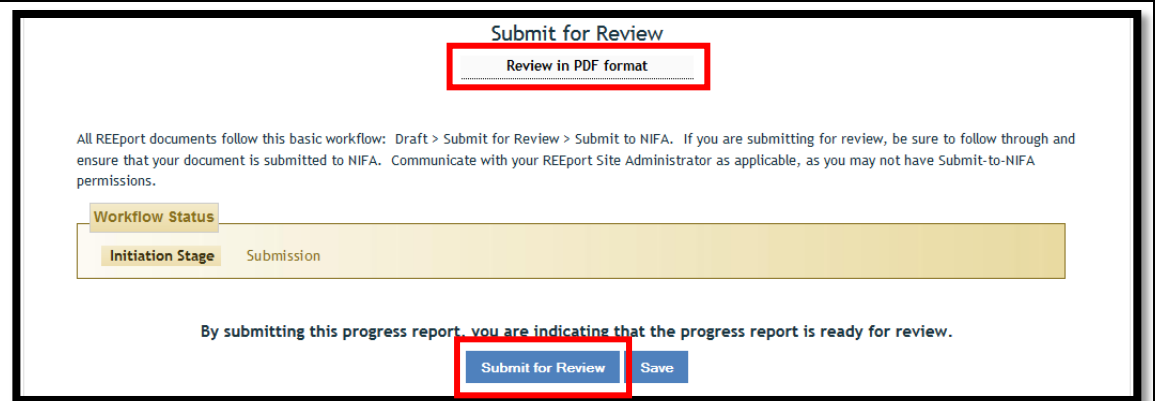 Submit for Review
Review in PDF format
All REEport documents follow this basic workflow: Draft > Submit for Review > Submit to NIFA. If you are submitting for review, be sure to follow through and
ensure that your document is submitted to NIFA. Communicate with your REEport Site Administrator as applicable, as you may not have Submit-to-NIFA
permissions.
Workflow Status
Initiation Stage Submission
By submitting this progress report, you are indicating that the progress report is ready for review.
Submit for Review Save